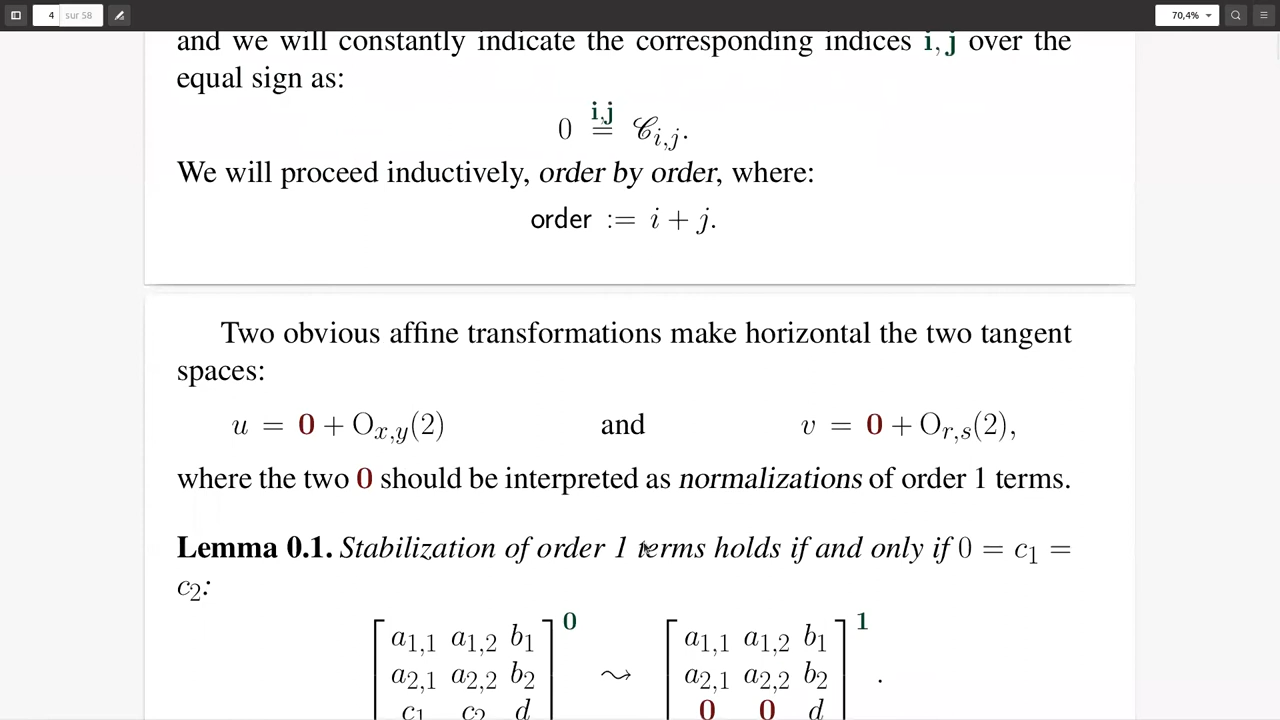 4 sur 58 70,4%
and we will constantly indicate the corresponding indices i, j over the
equal sign as:
0 \overset{i,j}{=} 𝒞_{i,j}.
We will proceed inductively, order by order, where:
order := i + j.
Two obvious affine transformations make horizontal the two tangent
spaces:
u = 0 + O_{x,y}(2) and v = 0 + O_{r,s}(2),
where the two 0 should be interpreted as normalizations of order 1 terms.
Lemma 0.1. Stabilization of order 1 terms holds if and only if 0 = c_1 =
c_2:
[a_{1,1} a_{1,2} b_1]^0 [a_{1,1} a_{1,2} b_1]^1
a_{2,1} a_{2,2} b_2 ⤳ a_{2,1} a_{2,2} b_2 .
c_1 c_2 d 0 0 d